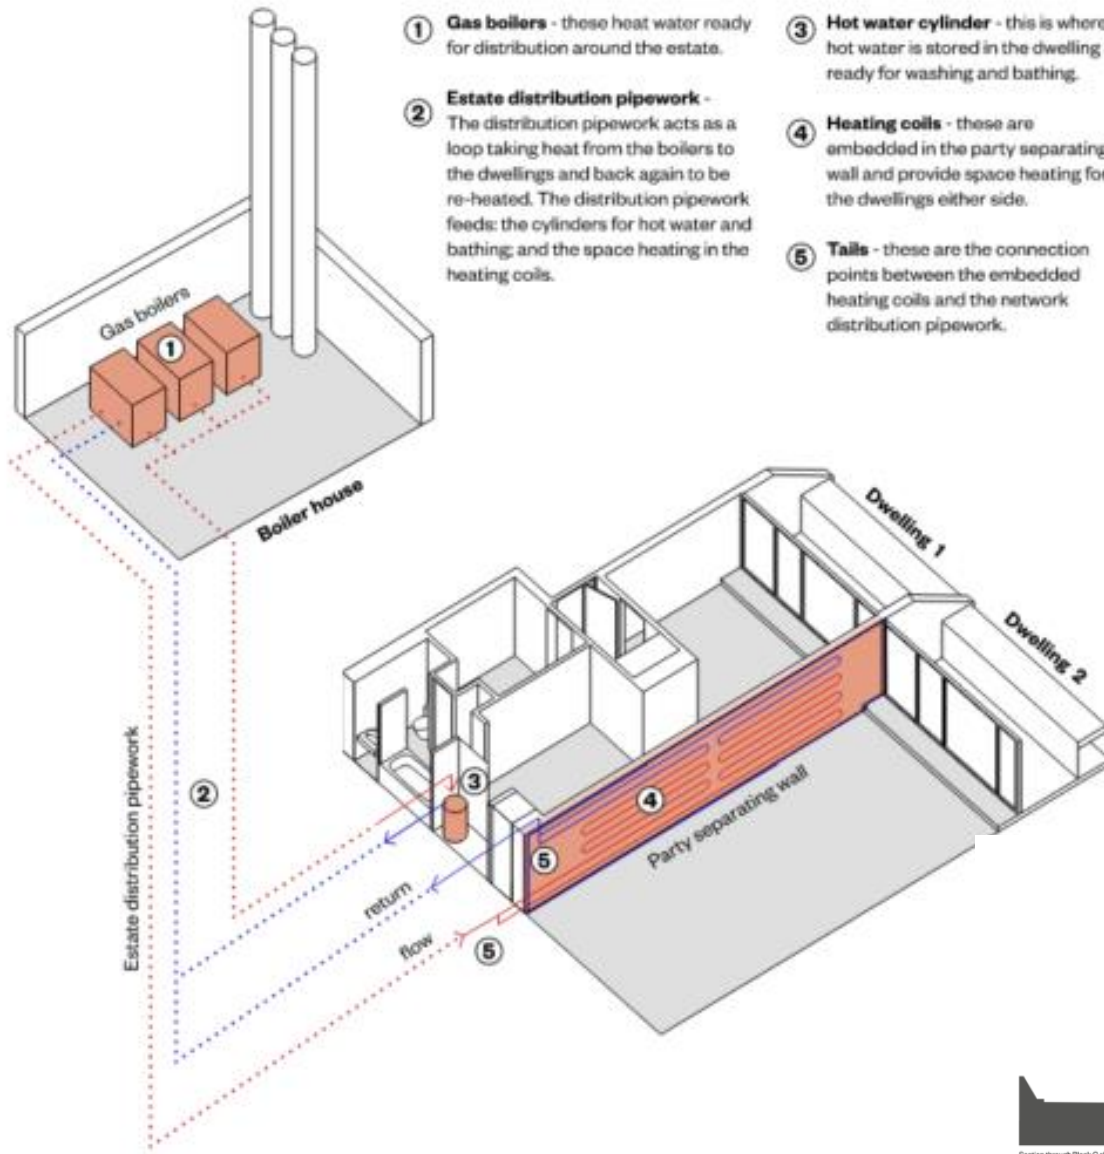 ① Gas boilers - these heat water ready
for distribution around the estate.
② Estate distribution pipework -
The distribution pipework acts as a
loop taking heat from the boilers to
the dwellings and back again to be
re-heated. The distribution pipework
feeds: the cylinders for hot water and
bathing; and the space heating in the
heating coils.
③ Hot water cylinder - this is where
hot water is stored in the dwelling
ready for washing and bathing.
④ Heating coils - these are
embedded in the party separating
wall and provide space heating for
the dwellings either side.
⑤ Tails - these are the connection
points between the embedded
heating coils and the network
distribution pipework.
Gas boilers
①
Boiler house
Dwelling 1
Dwelling 2
Estate distribution pipework
②
③
④
Party separating wall
⑤
return
flow
⑤